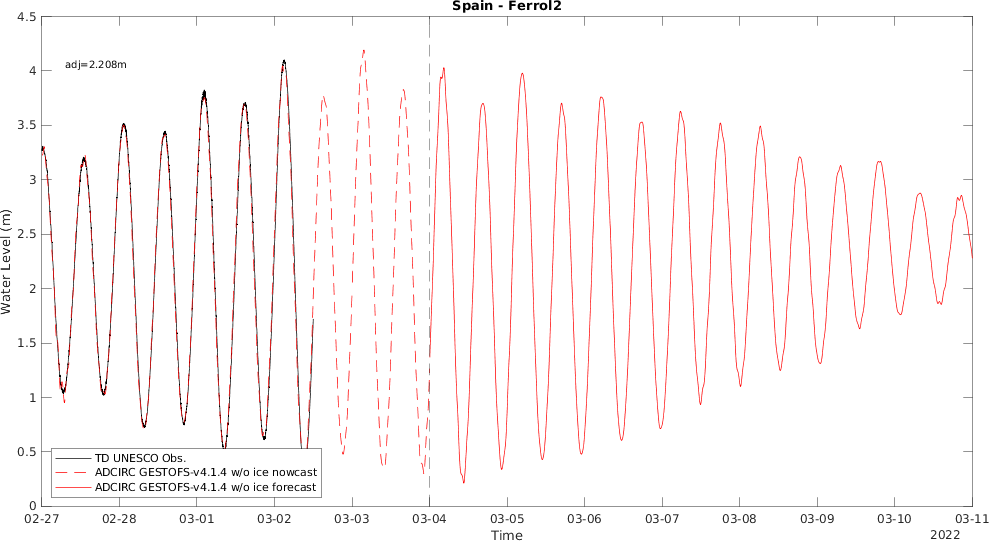 Spain - Ferrol2
adj=2.208m
Water Level (m)
4.5
4
3.5
3
2.5
2
1.5
1
0.5
0
TD UNESCO Obs.
ADCIRC GESTOFS-v4.1.4 w/o ice nowcast
ADCIRC GESTOFS-v4.1.4 w/o ice forecast
02-27 02-28 03-01 03-02 03-03 03-04 03-05 03-06 03-07 03-08 03-09 03-10 03-11
Time
2022